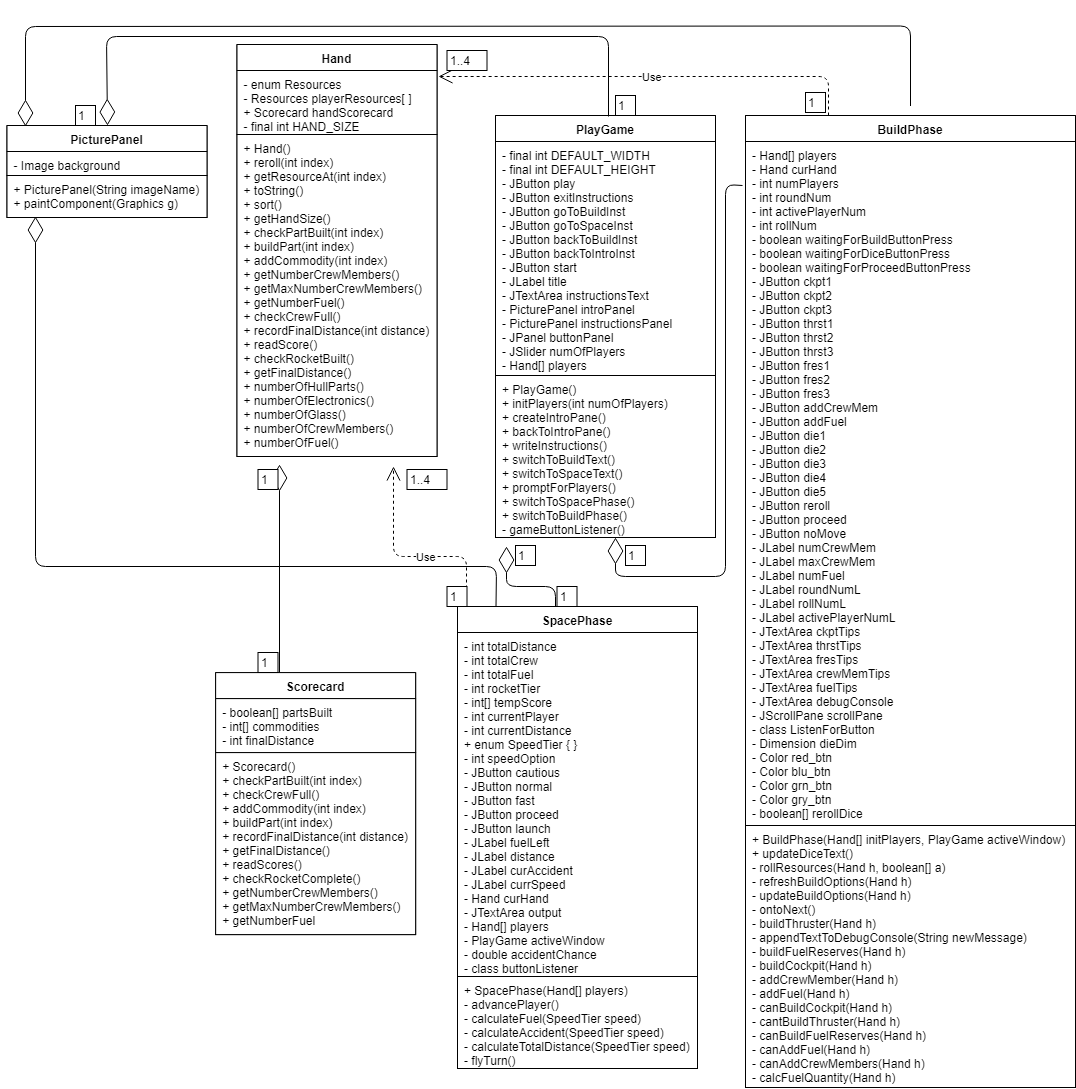 Hand
- enum Resources
- Resources playerResources[ ]
+ Scorecard handScorecard
- final int HAND_SIZE
+ Hand()
+ reroll(int index)
+ getResourceAt(int index)
+ toString()
+ sort()
+ getHandSize()
+ checkPartBuilt(int index)
+ buildPart(int index)
+ addCommodity(int index)
+ getNumberCrewMembers()
+ getMaxNumberCrewMembers()
+ getNumberFuel()
+ checkCrewFull()
+ recordFinalDistance(int distance)
+ readScore()
+ checkRocketBuilt()
+ getFinalDistance()
+ numberOfHullParts()
+ numberOfElectronics()
+ numberOfGlass()
+ numberOfCrewMembers()
+ numberOfFuel()
1..4
Use
1
1
1
PicturePanel
- Image background
+ PicturePanel(String imageName)
+ paintComponent(Graphics g)
PlayGame
- final int DEFAULT_WIDTH
- final int DEFAULT_HEIGHT
- JButton play
- JButton exitInstructions
- JButton goToBuildInst
- JButton goToSpaceInst
- JButton backToBuildInst
- JButton backToIntroInst
- JButton start
- JLabel title
- JTextArea instructionsText
- PicturePanel introPanel
- PicturePanel instructionsPanel
- JPanel buttonPanel
- JSlider numOfPlayers
- Hand[] players
+ PlayGame()
+ initPlayers(int numOfPlayers)
+ createIntroPane()
+ backToIntroPane()
+ writeInstructions()
+ switchToBuildText()
+ switchToSpaceText()
+ promptForPlayers()
+ switchToSpacePhase()
+ switchToBuildPhase()
- gameButtonListener()
BuildPhase
- Hand[] players
- Hand curHand
- int numPlayers
- int roundNum
- int activePlayerNum
- int rollNum
- boolean waitingForBuildButtonPress
- boolean waitingForDiceButtonPress
- boolean waitingForProceedButtonPress
- JButton ckpt1
- JButton ckpt2
- JButton ckpt3
- JButton thrst1
- JButton thrst2
- JButton thrst3
- JButton fres1
- JButton fres2
- JButton fres3
- JButton addCrewMem
- JButton addFuel
- JButton die1
- JButton die2
- JButton die3
- JButton die4
- JButton die5
- JButton reroll
- JButton proceed
- JButton noMove
- JLabel numCrewMem
- JLabel maxCrewMem
- JLabel numFuel
- JLabel roundNumL
- JLabel rollNumL
- JLabel activePlayerNumL
- JTextArea ckptTips
- JTextArea thrstTips
- JTextArea fresTips
- JTextArea crewMemTips
- JTextArea fuelTips
- JTextArea debugConsole
- JScrollPane scrollPane
- class ListenForButton
- Dimension dieDim
- Color red_btn
- Color blu_btn
- Color grn_btn
- Color gry_btn
- boolean[] rerollDice
+ BuildPhase(Hand[] initPlayers, PlayGame activeWindow)
+ updateDiceText()
- rollResources(Hand h, boolean[] a)
- refreshBuildOptions(Hand h)
- updateBuildOptions(Hand h)
- ontoNext()
- buildThruster(Hand h)
- appendTextToDebugConsole(String newMessage)
- buildFuelReserves(Hand h)
- buildCockpit(Hand h)
- addCrewMember(Hand h)
- addFuel(Hand h)
- canBuildCockpit(Hand h)
- cantBuildThruster(Hand h)
- canBuildFuelReserves(Hand h)
- canAddFuel(Hand h)
- canAddCrewMembers(Hand h)
- calcFuelQuantity(Hand h)
1
1..4
Use
1
1
1
1
1
Scorecard
- boolean[] partsBuilt
- int[] commodities
- int finalDistance
+ Scorecard()
+ checkPartBuilt(int index)
+ checkCrewFull()
+ addCommodity(int index)
+ buildPart(int index)
+ recordFinalDistance(int distance)
+ getFinalDistance()
+ readScores()
+ checkRocketComplete()
+ getNumberCrewMembers()
+ getMaxNumberCrewMembers()
+ getNumberFuel
SpacePhase
- int totalDistance
- int totalCrew
- int totalFuel
- int rocketTier
- int[] tempScore
- int currentPlayer
- int currentDistance
+ enum SpeedTier { }
- int speedOption
- JButton cautious
- JButton normal
- JButton fast
- JButton proceed
- JButton launch
- JLabel fuelLeft
- JLabel distance
- JLabel curAccident
- JLabel currSpeed
- Hand curHand
- JTextArea output
- Hand[] players
- PlayGame activeWindow
- double accidentChance
- class buttonListener
+ SpacePhase(Hand[] players)
- advancePlayer()
- calculateFuel(SpeedTier speed)
- calculateAccident(SpeedTier speed)
- calculateTotalDistance(SpeedTier speed)
- flyTurn()